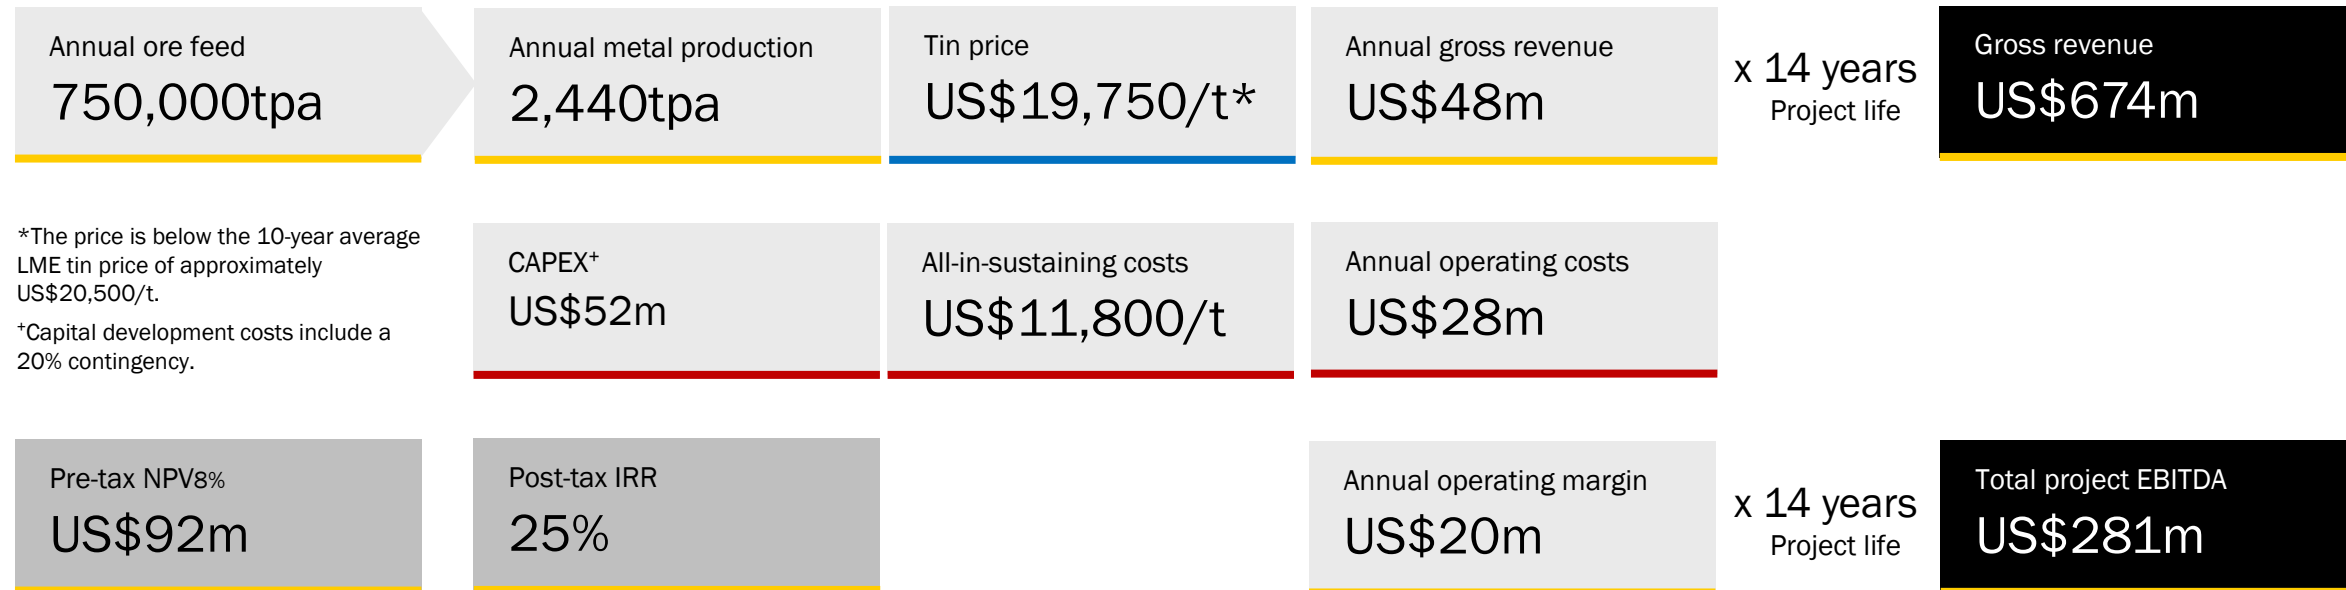 Annual ore feed
750,000tpa
Annual metal production
2,440tpa
Tin price
US$19,750/t*
Annual gross revenue
US$48m
x 14 years
Project life
Gross revenue
US$674m
*The price is below the 10-year average
LME tin price of approximately
US$20,500/t.
+Capital development costs include a
20% contingency.
CAPEX+
US$52m
All-in-sustaining costs
US$11,800/t
Annual operating costs
US$28m
Pre-tax NPV8%
US$92m
Post-tax IRR
25%
Annual operating margin
US$20m
x 14 years
Project life
Total project EBITDA
US$281m